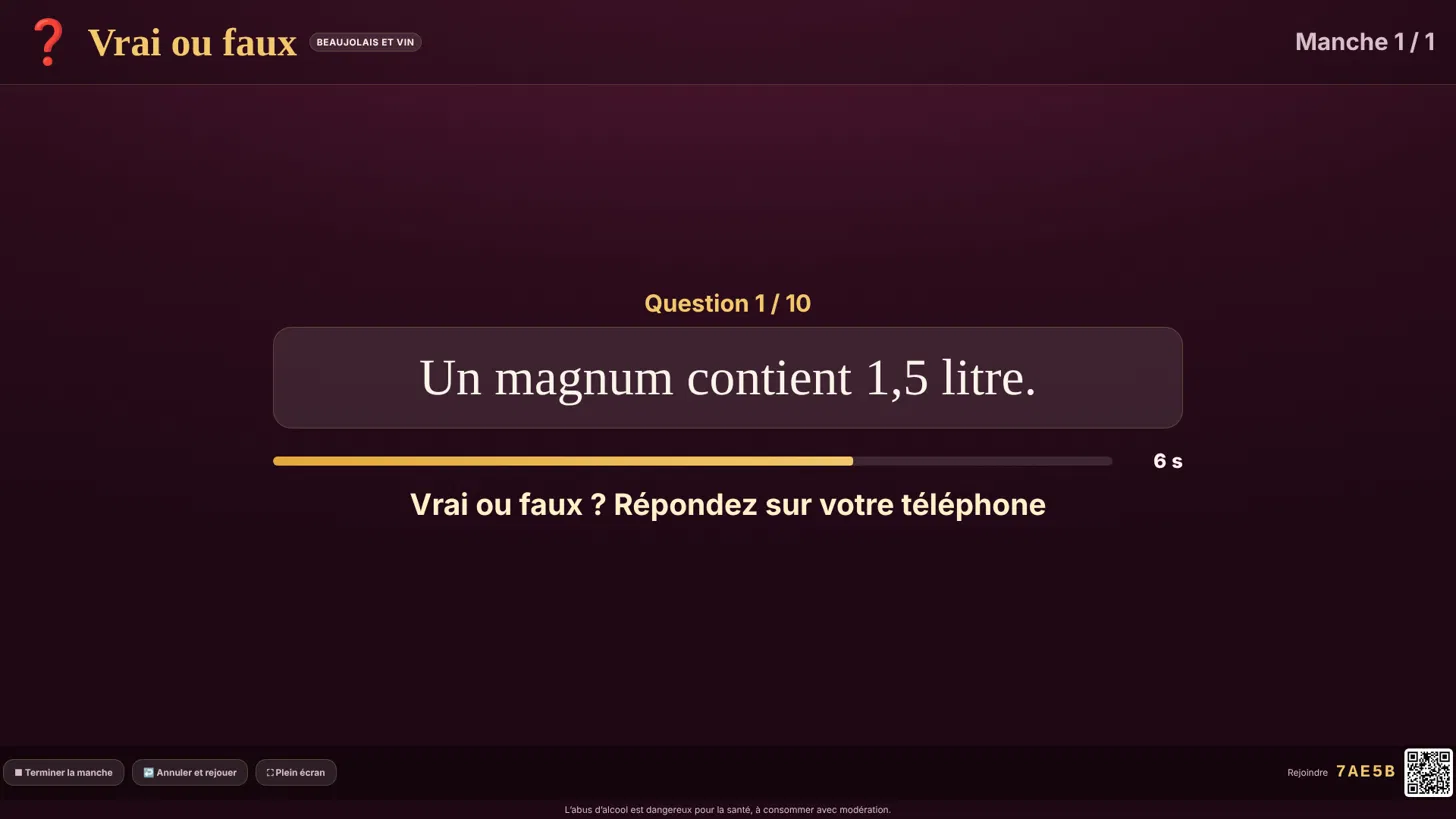 ❓ Vrai ou faux BEAUJOLAIS ET VIN Manche 1 / 1
Question 1 / 10
Un magnum contient 1,5 litre.
6 s
Vrai ou faux ? Répondez sur votre téléphone
Terminer la manche Annuler et rejouer Plein écran Rejoindre 7AE5B
L'abus d'alcool est dangereux pour la santé, à consommer avec modération.